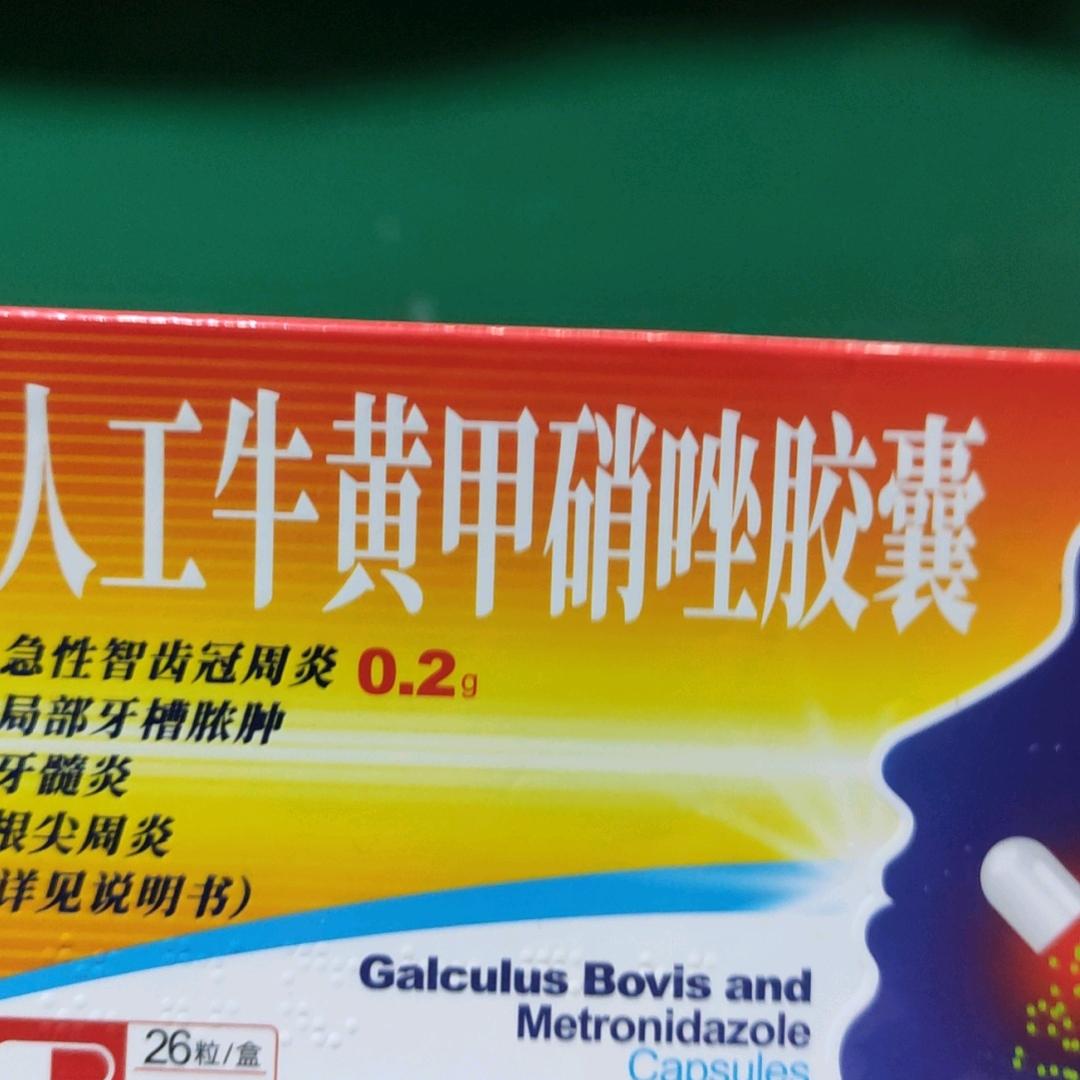 人工牛黄甲硝唑胶囊
急性智齿冠周炎 0.2g
局部牙槽脓肿
牙髓炎
根尖周炎
详见说明书)
Galculus Bovis and
Metronidazole
Capsules
26粒/盒